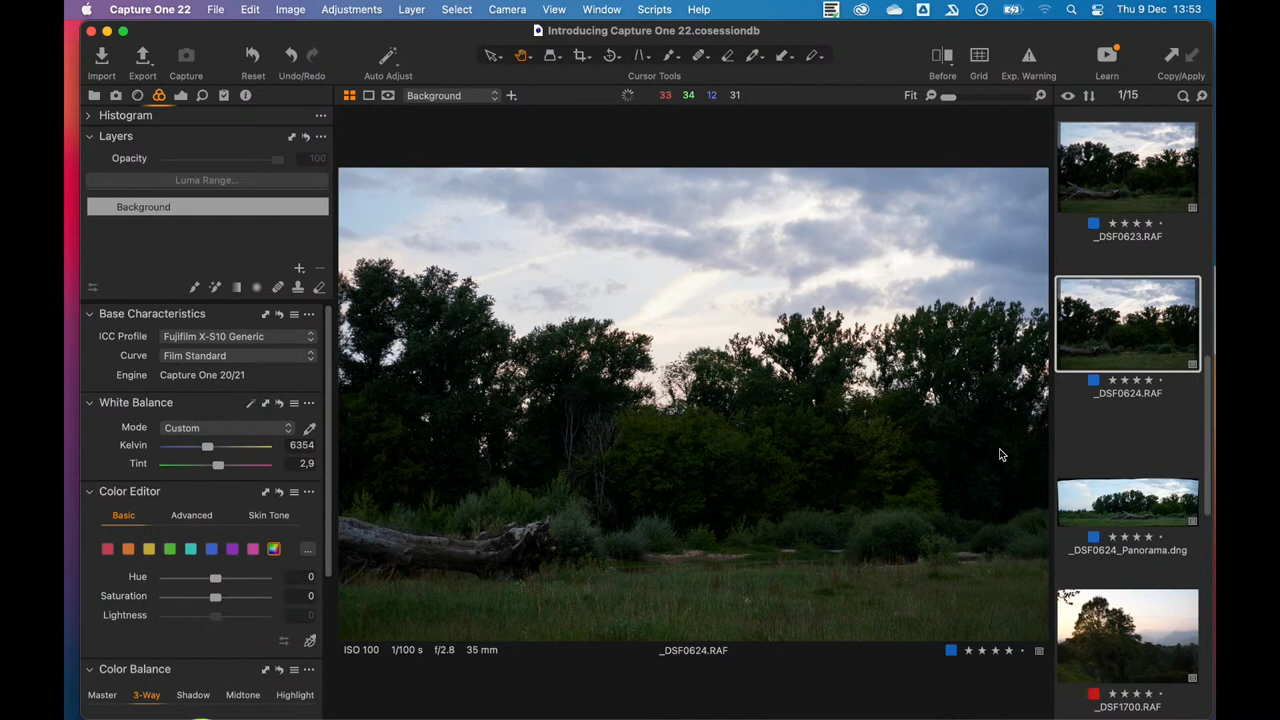 Capture One 22 File Edit Image Adjustments Layer Select Camera View Window Scripts Help Thu 9 Dec 13:53
Introducing Capture One 22.cosessiondb
Import Export Capture Reset Undo/Redo Auto Adjust Cursor Tools Before Grid Exp. Warning Learn Copy/Apply
Background 33 34 12 31 Fit 1/15
Histogram
Layers
Opacity 100
Luma Range...
Background
Base Characteristics
ICC Profile Fujifilm X-S10 Generic
Curve Film Standard
Engine Capture One 20/21
White Balance
Mode Custom
Kelvin 6354
Tint 2,9
Color Editor
Basic Advanced Skin Tone
...
Hue 0
Saturation 0
Lightness 0
Color Balance
Master 3-Way Shadow Midtone Highlight
ISO 100 1/100 s f/2.8 35 mm _DSF0624.RAF
_DSF0623.RAF
_DSF0624.RAF
_DSF0624_Panorama.dng
_DSF1700.RAF